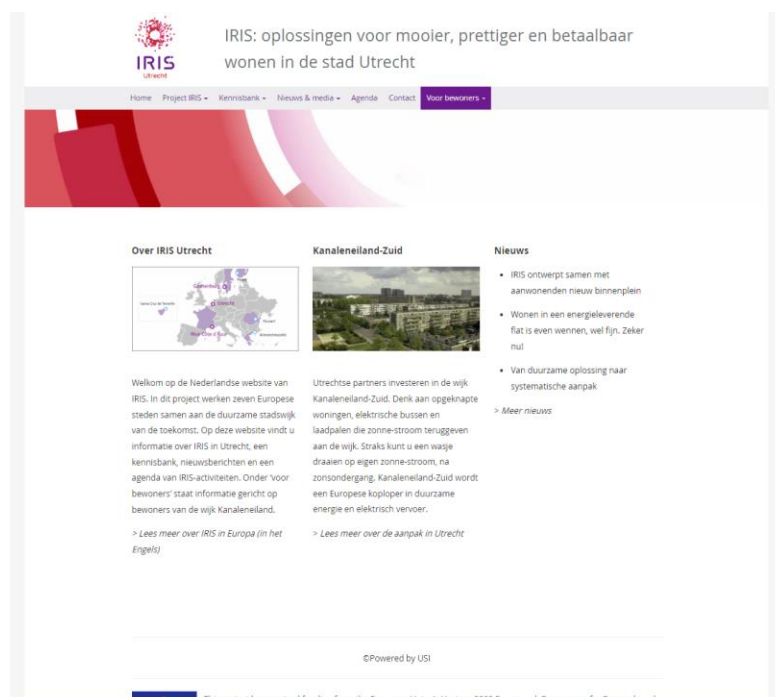 IRIS
Utrecht
IRIS: oplossingen voor mooier, prettiger en betaalbaar
wonen in de stad Utrecht
Home Project IRIS Kennisbank Nieuws & media Agenda Contact Voor bewoners
Over IRIS Utrecht
Gothenburg
Utrecht
Nice Côte d'Azur
Welkom op de Nederlandse website van
IRIS. In dit project werken zeven Europese
steden samen aan de duurzame stadswijk
van de toekomst. Op deze website vindt u
informatie over IRIS in Utrecht, een
kennisbank, nieuwsberichten en een
agenda van IRIS-activiteiten. Onder 'voor
bewoners' staat informatie gericht op
bewoners van de wijk Kanaleneiland.
> Lees meer over IRIS in Europa (in het
Engels)
Kanaleneiland-Zuid
Utrechtse partners investeren in de wijk
Kanaleneiland-Zuid. Denk aan opgeknapte
woningen, elektrische bussen en
laadpalen die zonne-stroom teruggeven
aan de wijk. Straks kunt u een wasje
draaien op eigen zonne-stroom, na
zonsondergang. Kanaleneiland-Zuid wordt
een Europese koploper in duurzame
energie en elektrisch vervoer.
> Lees meer over de aanpak in Utrecht
Nieuws
• IRIS ontwerpt samen met
aanwonenden nieuw binnenplein
• Wonen in een energieleverende
flat is even wennen, wel fijn. Zeker
nu!
• Van duurzame oplossing naar
systematische aanpak
> Meer nieuws
©Powered by USI